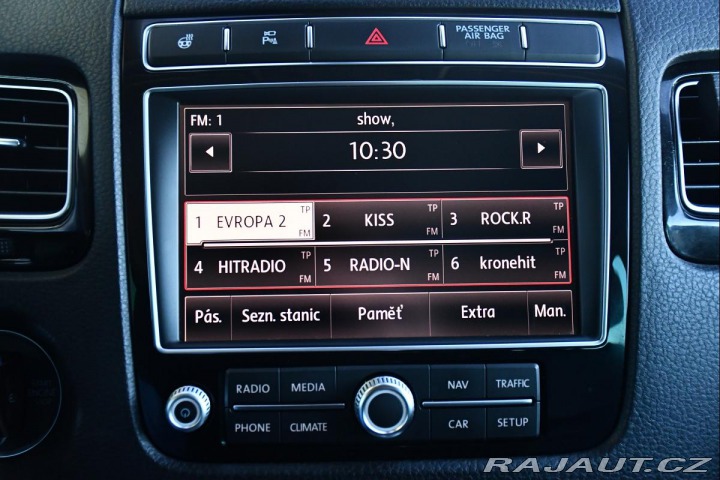 PASSENGER
AIR BAG
FM: 1 show,
10:30
1 EVROPA 2 TP FM 2 KISS TP FM 3 ROCK.R TP FM
4 HITRADIO TP FM 5 RADIO-N TP FM 6 kronehit TP FM
Pás. Sezn. stanic Paměť Extra Man.
RADIO MEDIA NAV TRAFFIC
PHONE CLIMATE CAR SETUP
RAJAUT.CZ